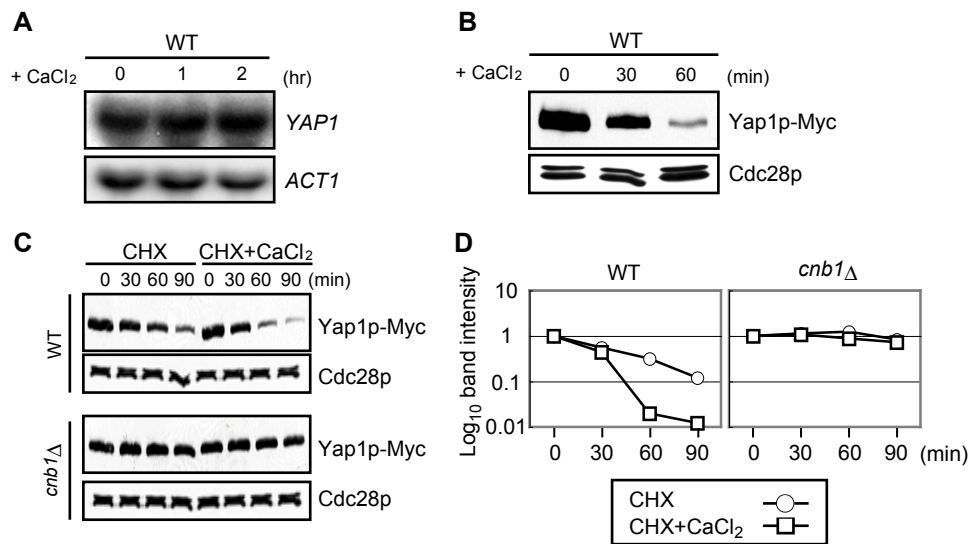 A
WT
+ CaCl₂ 0 1 2 (hr)
YAP1
ACT1
B
WT
+ CaCl₂ 0 30 60 (min)
Yap1p-Myc
Cdc28p
C
CHX CHX+CaCl₂
0 30 60 90 0 30 60 90 (min)
WT
Yap1p-Myc
Cdc28p
cnb1Δ
Yap1p-Myc
Cdc28p
D
WT cnb1Δ
Log₁₀ band intensity
10
1
0.1
0.01
0 30 60 90 0 30 60 90 (min)
CHX
CHX+CaCl₂